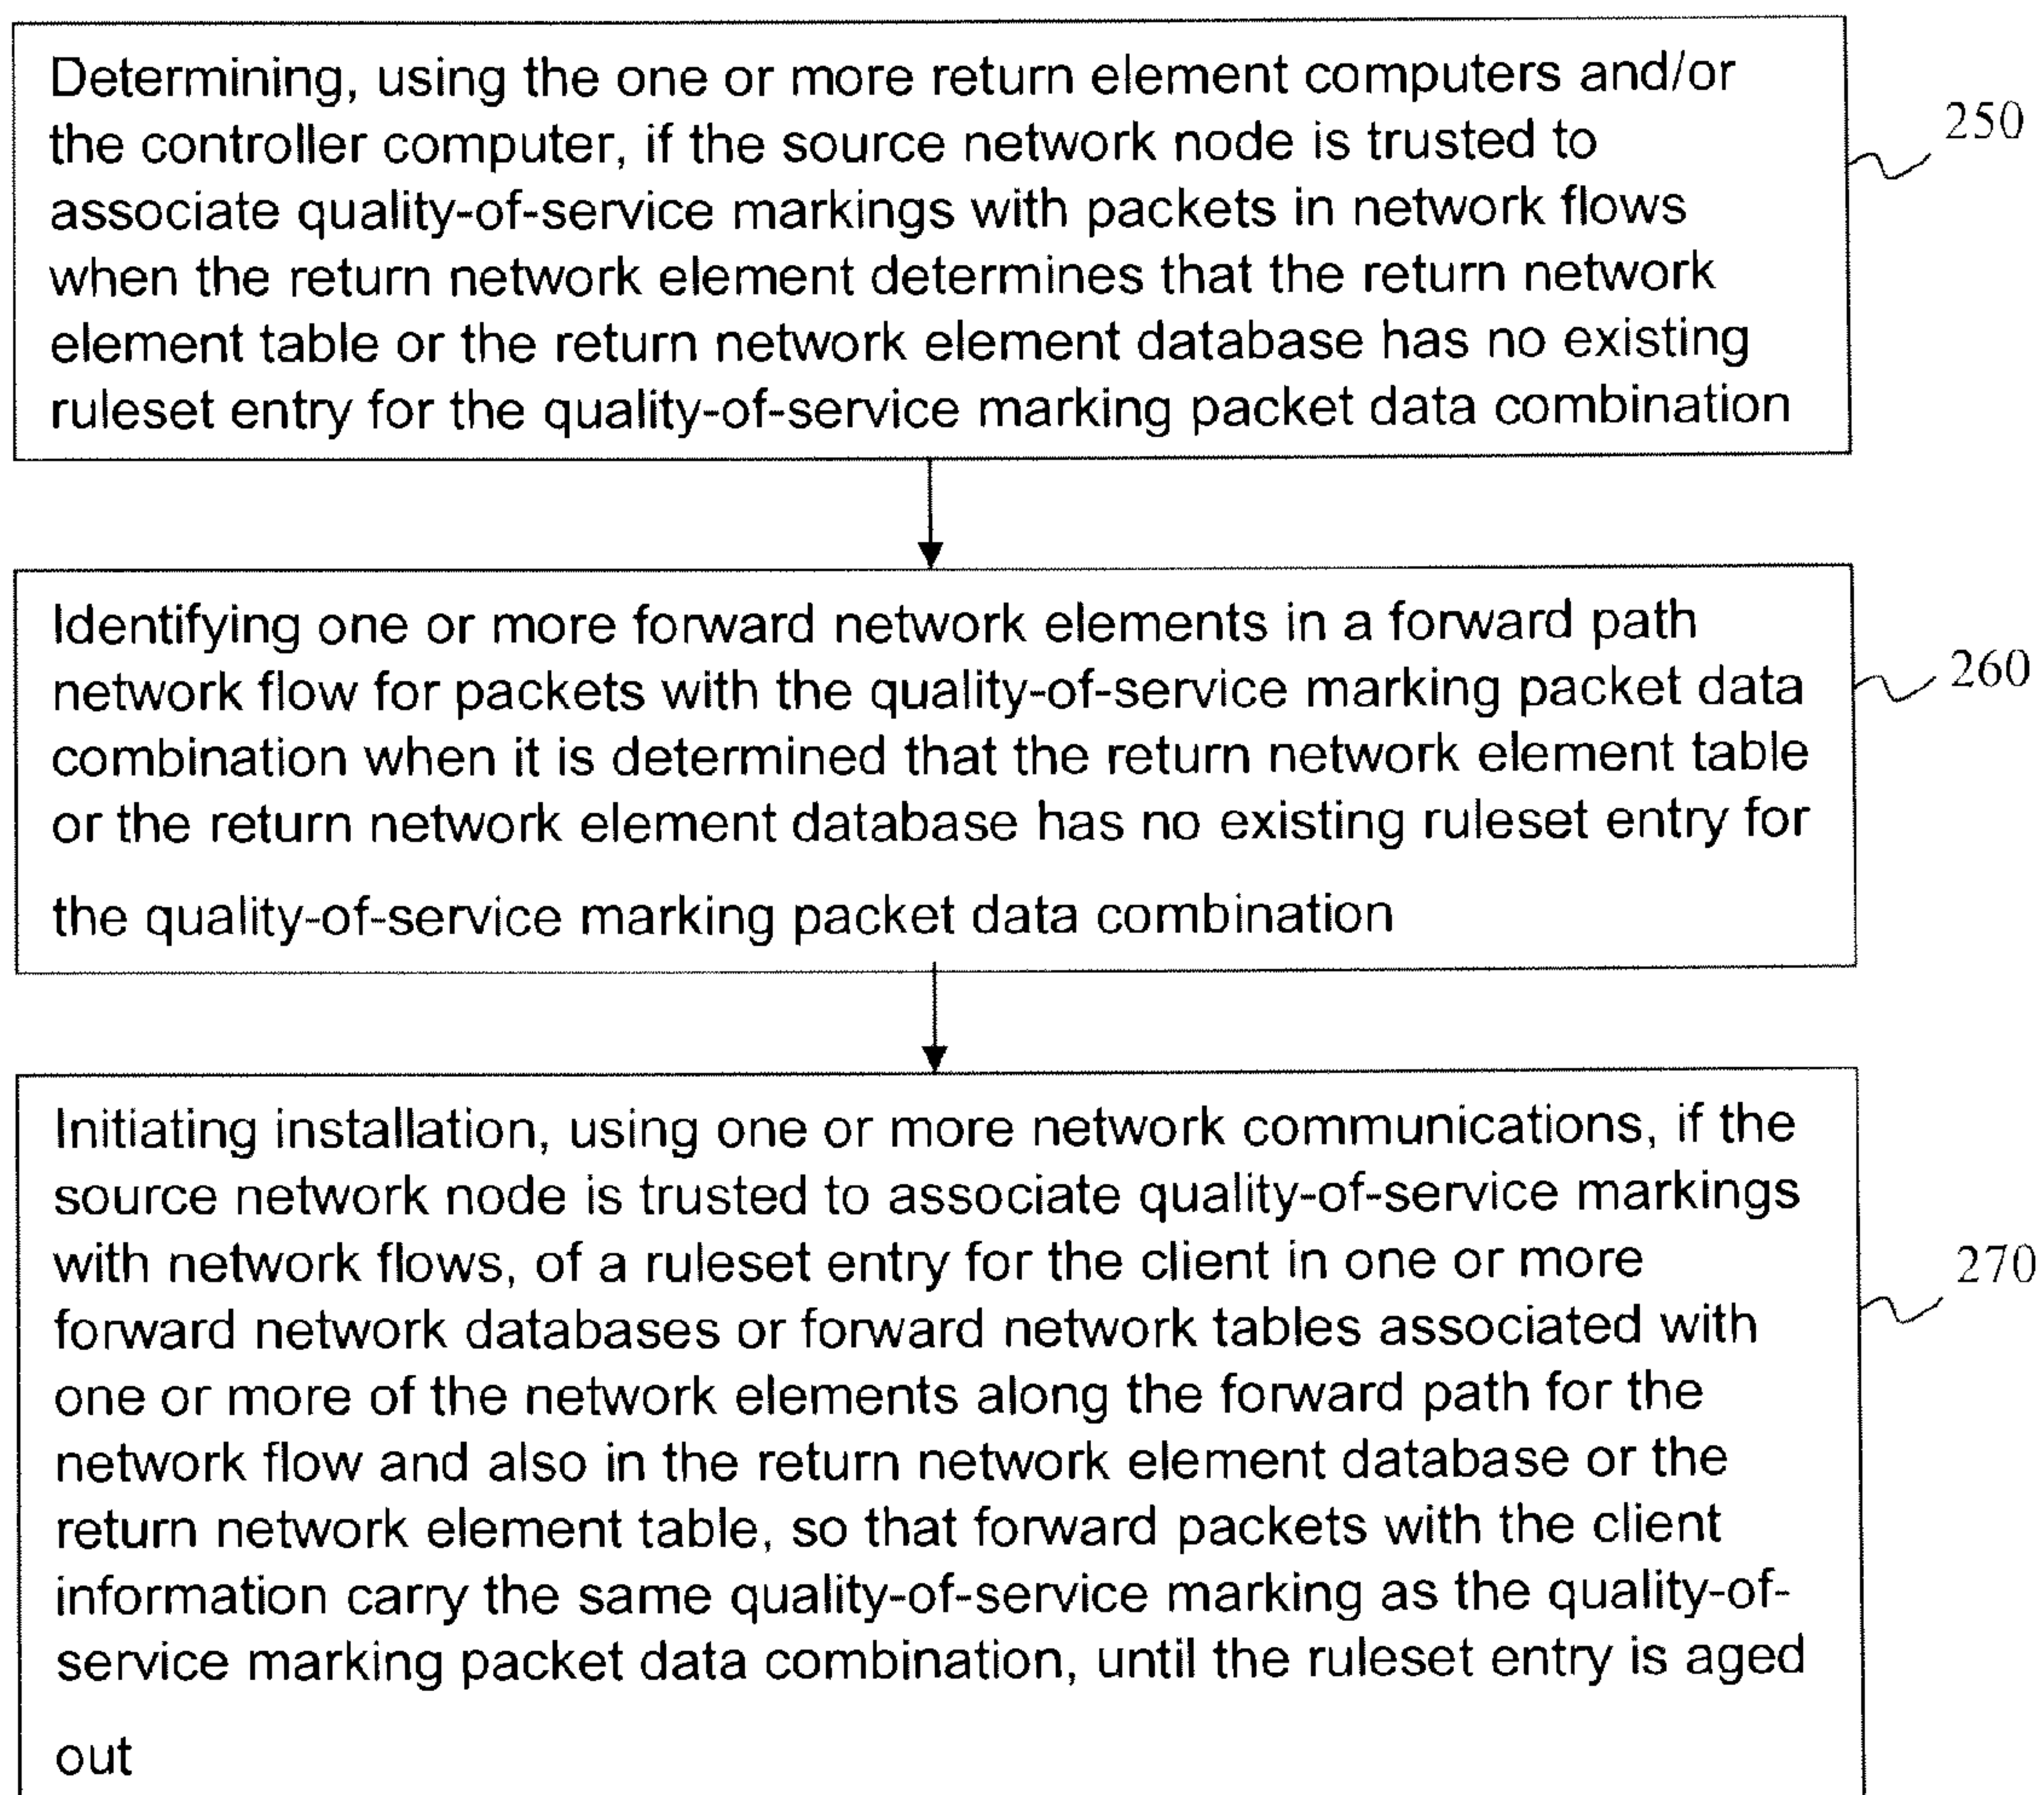 Determining, using the one or more return element computers and/or
the controller computer, if the source network node is trusted to
associate quality-of-service markings with packets in network flows
when the return network element determines that the return network
element table or the return network element database has no existing
ruleset entry for the quality-of-service marking packet data combination
250
Identifying one or more forward network elements in a forward path
network flow for packets with the quality-of-service marking packet data
combination when it is determined that the return network element table
or the return network element database has no existing ruleset entry for
the quality-of-service marking packet data combination
260
Initiating installation, using one or more network communications, if the
source network node is trusted to associate quality-of-service markings
with network flows, of a ruleset entry for the client in one or more
forward network databases or forward network tables associated with
one or more of the network elements along the forward path for the
network flow and also in the return network element database or the
return network element table, so that forward packets with the client
information carry the same quality-of-service marking as the quality-of-
service marking packet data combination, until the ruleset entry is aged
out
270